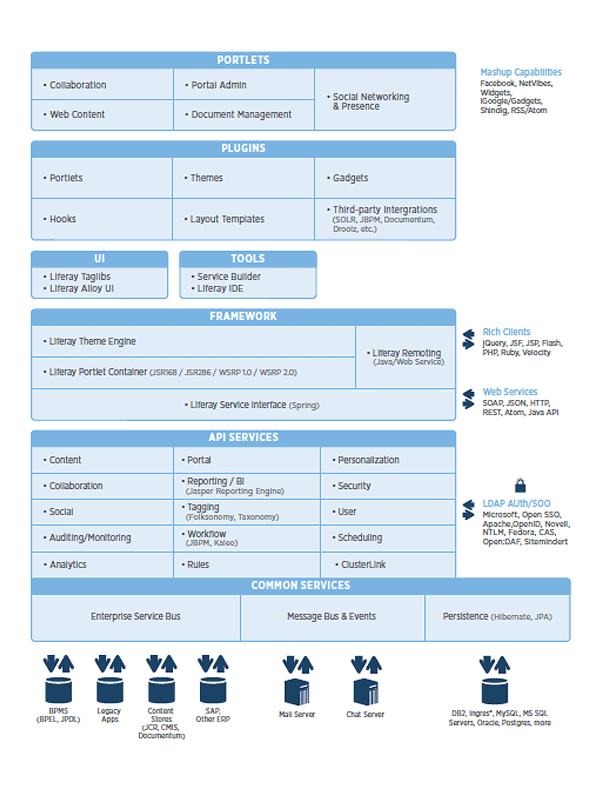 PORTLETS
• Collaboration
• Portal Admin
• Social Networking
& Presence
• Web Content
• Document Management
Mashup Capabilities
Facebook, NetVibes,
Widgets,
iGoogle/Gadgets,
Shindig, RSS/Atom
PLUGINS
• Portlets
• Themes
• Gadgets
• Hooks
• Layout Templates
• Third-party Intergrations
(SOLR, JBPM, Documentum,
Droolz, etc.)
UI
• Liferay Taglibs
• Liferay Alloy UI
TOOLS
• Service Builder
• Liferay IDE
FRAMEWORK
• Liferay Theme Engine
• Liferay Portlet Container (JSR168 / JSR286 / WSRP 1.0 / WSRP 2.0)
• Liferay Remoting
(Java/Web Service)
• Liferay Service Interface (Spring)
Rich Clients
jQuery, JSF, JSP, Flash,
PHP, Ruby, Velocity
Web Services
SOAP, JSON, HTTP,
REST, Atom, Java API
API SERVICES
• Content
• Portal
• Personalization
• Collaboration
• Reporting / BI
(Jasper Reporting Engine)
• Security
• Social
• Tagging
(Folksonomy, Taxonomy)
• User
• Auditing/Monitoring
• Workflow
(JBPM, Kaleo)
• Scheduling
• Analytics
• Rules
• ClusterLink
LDAP AUth/SOO
Microsoft, Open SSO,
Apache,OpenID, Novell,
NTLM, Fedora, CAS,
Open:DAF, Sitemindert
COMMON SERVICES
Enterprise Service Bus
Message Bus & Events
Persistence (Hibernate, JPA)
BPMS
(BPEL, JPDL)
Legacy
Apps
Content
Stores
(JCR, CMIS,
Documentum)
SAP,
Other ERP
Mail Server
Chat Server
DB2, Ingres*, MySQL, MS SQL
Servers, Oracle, Postgres, more